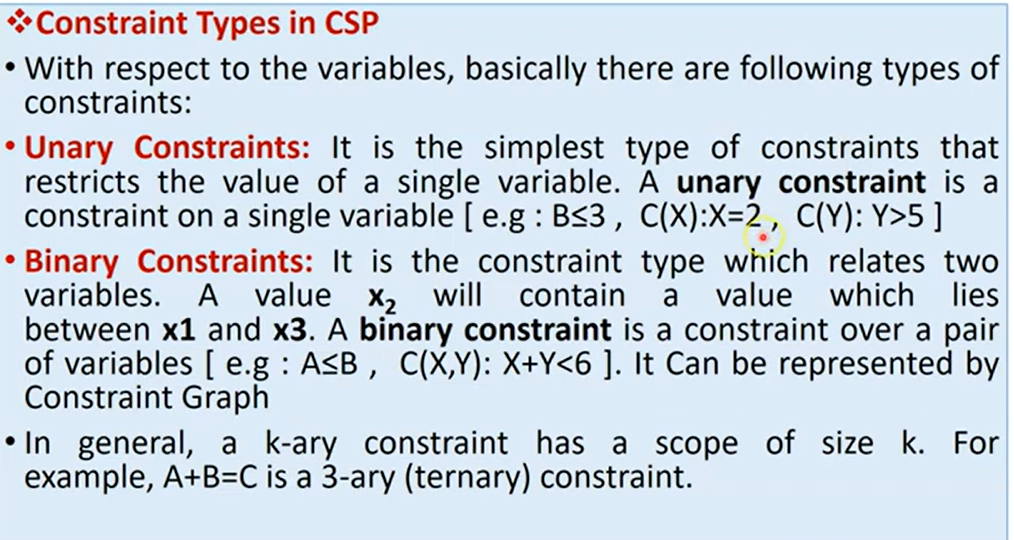 ❖Constraint Types in CSP
• With respect to the variables, basically there are following types of
constraints:
• Unary Constraints: It is the simplest type of constraints that
restricts the value of a single variable. A unary constraint is a
constraint on a single variable [ e.g : B≤3 , C(X):X=2 , C(Y): Y>5 ]
• Binary Constraints: It is the constraint type which relates two
variables. A value x₂ will contain a value which lies
between x1 and x3. A binary constraint is a constraint over a pair
of variables [ e.g : A≤B , C(X,Y): X+Y<6 ]. It Can be represented by
Constraint Graph
• In general, a k-ary constraint has a scope of size k. For
example, A+B=C is a 3-ary (ternary) constraint.